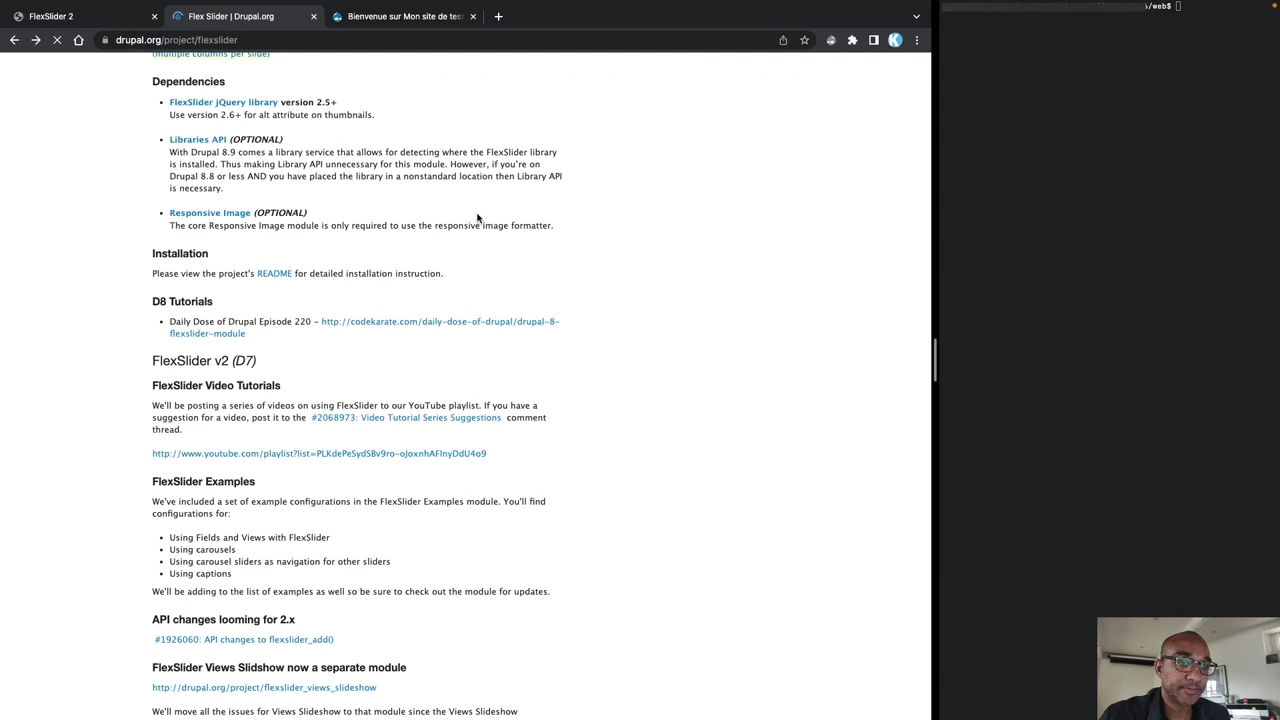 FlexSlider 2
Flex Slider | Drupal.org
Bienvenue sur Mon site de tes
drupal.org/project/flexslider
/web$
(multiple columns per slide)
Dependencies
• FlexSlider jQuery library version 2.5+
Use version 2.6+ for alt attribute on thumbnails.
• Libraries API (OPTIONAL)
With Drupal 8.9 comes a library service that allows for detecting where the FlexSlider library
is installed. Thus making Library API unnecessary for this module. However, if you're on
Drupal 8.8 or less AND you have placed the library in a nonstandard location then Library API
is necessary.
• Responsive Image (OPTIONAL)
The core Responsive Image module is only required to use the responsive image formatter.
Installation
Please view the project's README for detailed installation instruction.
D8 Tutorials
• Daily Dose of Drupal Episode 220 – http://codekarate.com/daily-dose-of-drupal/drupal-8-
flexslider-module
FlexSlider v2 (D7)
FlexSlider Video Tutorials
We'll be posting a series of videos on using FlexSlider to our YouTube playlist. If you have a
suggestion for a video, post it to the #2068973: Video Tutorial Series Suggestions comment
thread.
FlexSlider Examples
We've included a set of example configurations in the FlexSlider Examples module. You'll find
configurations for:
• Using Fields and Views with FlexSlider
• Using carousels
• Using carousel sliders as navigation for other sliders
• Using captions
We'll be adding to the list of examples as well so be sure to check out the module for updates.
API changes looming for 2.x
#1926060: API changes to flexslider_add()
FlexSlider Views Slidshow now a separate module
http://drupal.org/project/flexslider_views_slideshow
We'll move all the issues for Views Slideshow to that module since the Views Slideshow